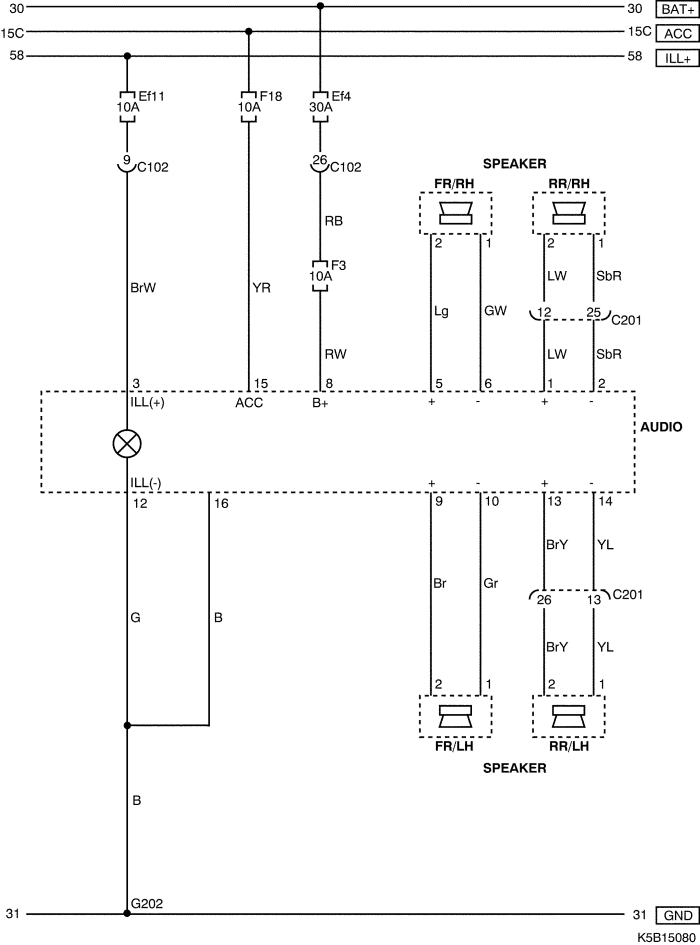 30 30 BAT+
15C 15C ACC
58 58 ILL+
Ef11 F18 Ef4
10A 10A 30A
9 C102 26 C102
SPEAKER
FR/RH RR/RH
2 1 2 1
RB
F3
10A
LW SbR
BrW YR Lg GW
12 25 C201
RW LW SbR
3 15 8 5 6 1 2
ILL(+) ACC B+ + - + -
AUDIO
ILL(-) + - + -
12 16 9 10 13 14
BrY YL
Br Gr
26 13 C201
G B
BrY YL
2 1 2 1
FR/LH RR/LH
SPEAKER
B
G202
31 31 GND
K5B15080